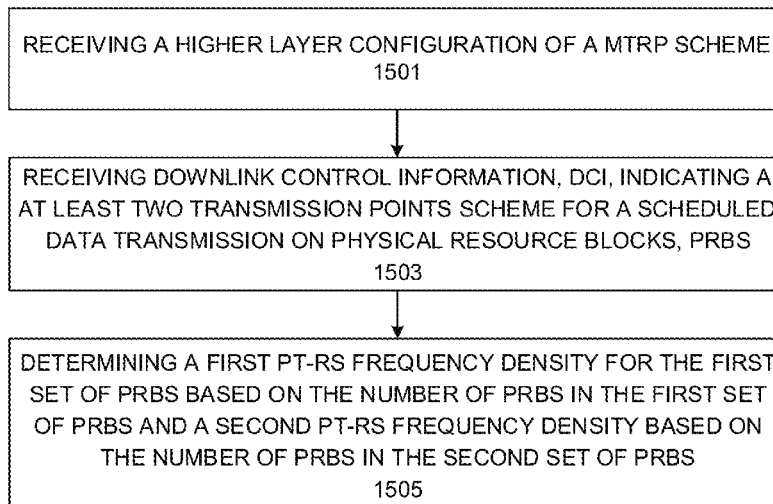 RECEIVING A HIGHER LAYER CONFIGURATION OF A MTRP SCHEME
1501
RECEIVING DOWNLINK CONTROL INFORMATION, DCI, INDICATING A
AT LEAST TWO TRANSMISSION POINTS SCHEME FOR A SCHEDULED
DATA TRANSMISSION ON PHYSICAL RESOURCE BLOCKS, PRBS
1503
DETERMINING A FIRST PT-RS FREQUENCY DENSITY FOR THE FIRST
SET OF PRBS BASED ON THE NUMBER OF PRBS IN THE FIRST SET
OF PRBS AND A SECOND PT-RS FREQUENCY DENSITY BASED ON
THE NUMBER OF PRBS IN THE SECOND SET OF PRBS
1505